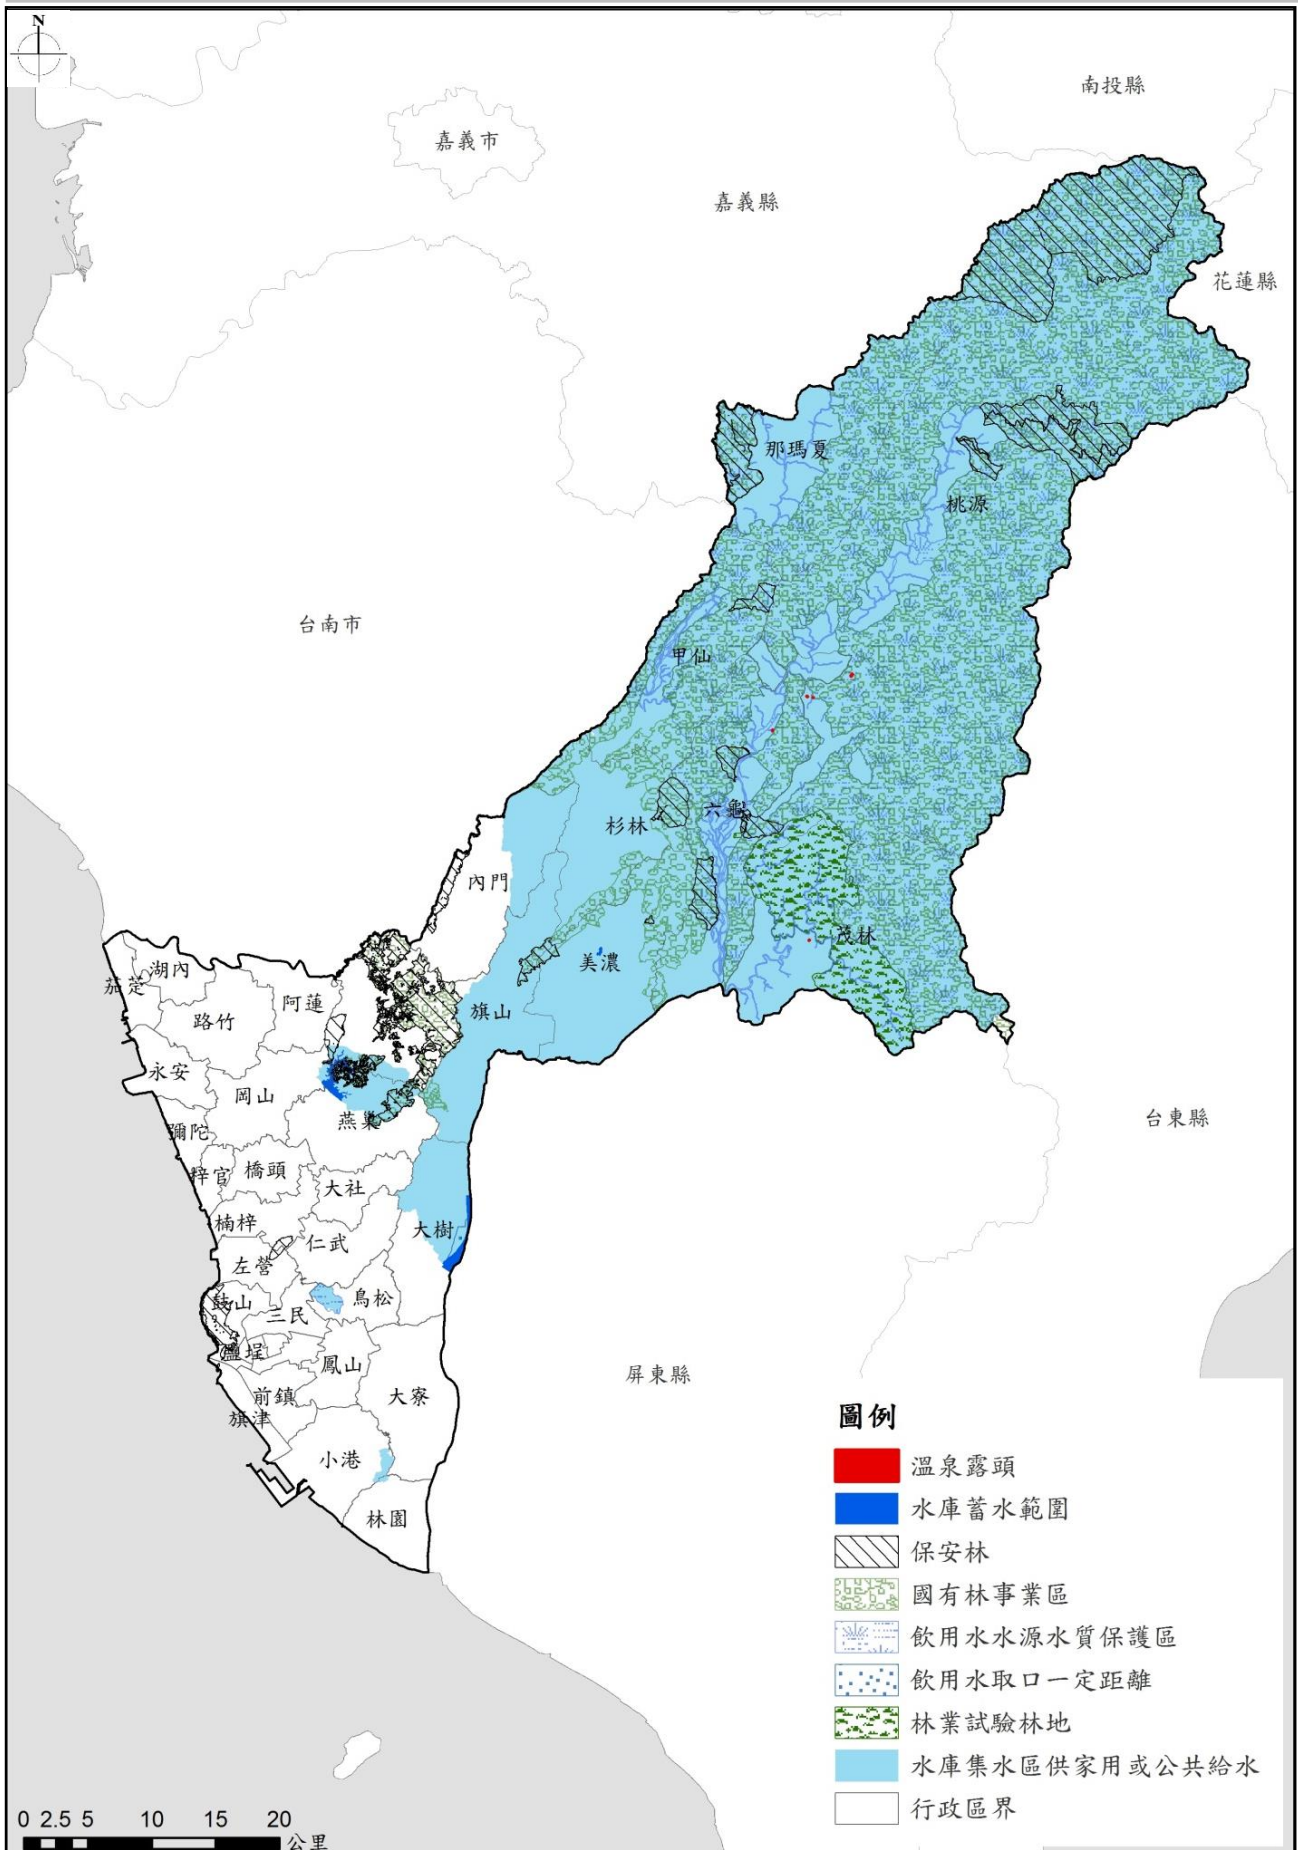 N
南投縣
嘉義市
嘉義縣
花蓮縣
那瑪夏
桃源
台南市
甲仙
六龜
杉林
內門
茂林
美濃
湖內
茄萣
阿蓮
路竹
旗山
永安
岡山
燕巢
彌陀
台東縣
梓官
橋頭
大社
楠梓
大樹
仁武
左營
鼓山
鳥松
三民
鹽埕
鳳山
屏東縣
前鎮
大寮
旗津
小港
林園
圖例
溫泉露頭
水庫蓄水範圍
保安林
國有林事業區
飲用水水源水質保護區
飲用水取口一定距離
林業試驗林地
水庫集水區供家用或公共給水
行政區界
0 2.5 5 10 15 20
公里